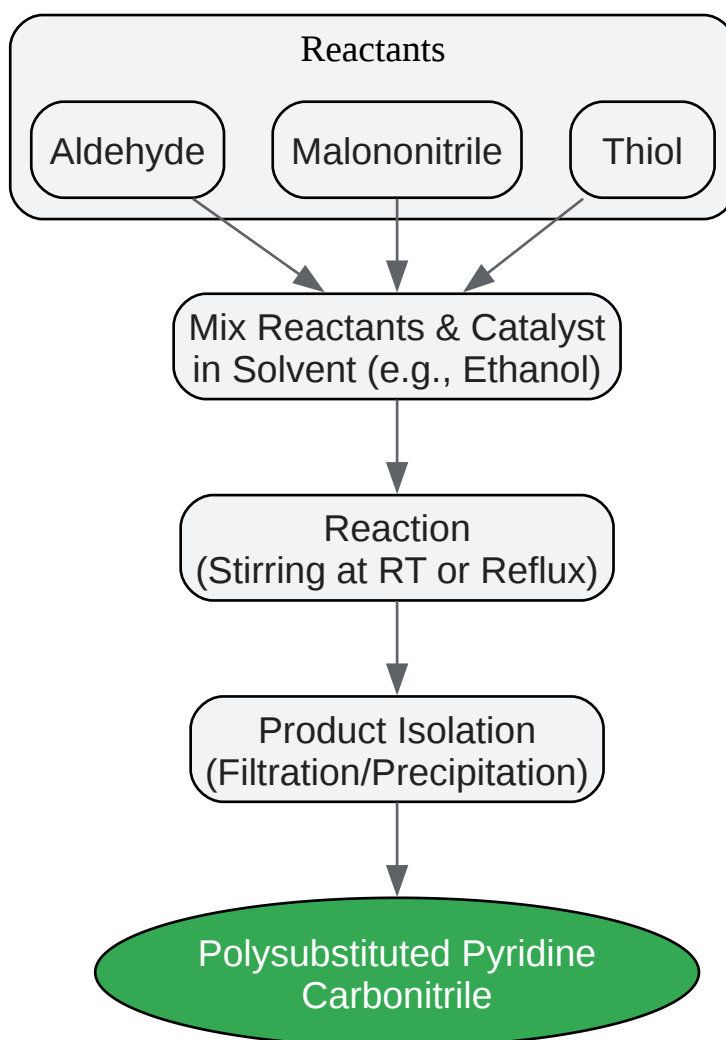 Reactants
Aldehyde
Malononitrile
Thiol
Mix Reactants & Catalyst
in Solvent (e.g., Ethanol)
Reaction
(Stirring at RT or Reflux)
Product Isolation
(Filtration/Precipitation)
Polysubstituted Pyridine
Carbonitrile